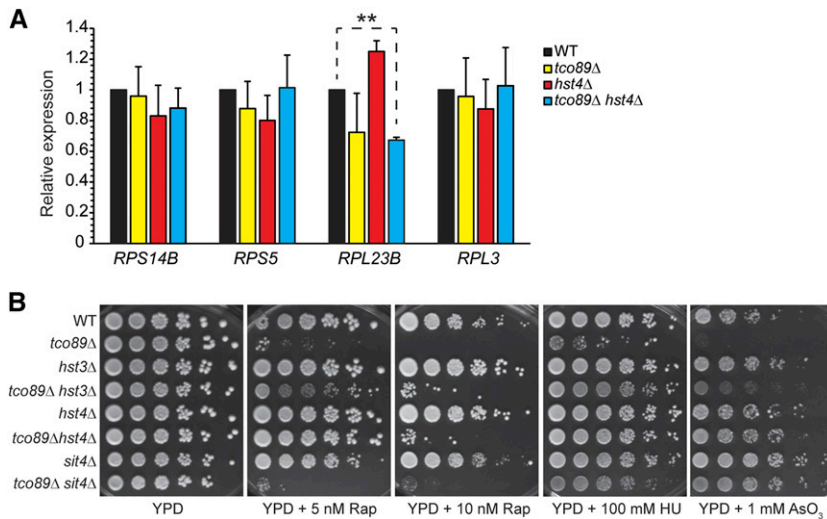 A
Relative expression
1.4
1.2
1
0.8
0.6
0.4
0.2
0
**
WT
tco89Δ
hst4Δ
tco89Δ hst4Δ
RPS14B RPS5 RPL23B RPL3
B
WT
tco89Δ
hst3Δ
tco89Δ hst3Δ
hst4Δ
tco89Δhst4Δ
sit4Δ
tco89Δ sit4Δ
YPD YPD + 5 nM Rap YPD + 10 nM Rap YPD + 100 mM HU YPD + 1 mM AsO₃